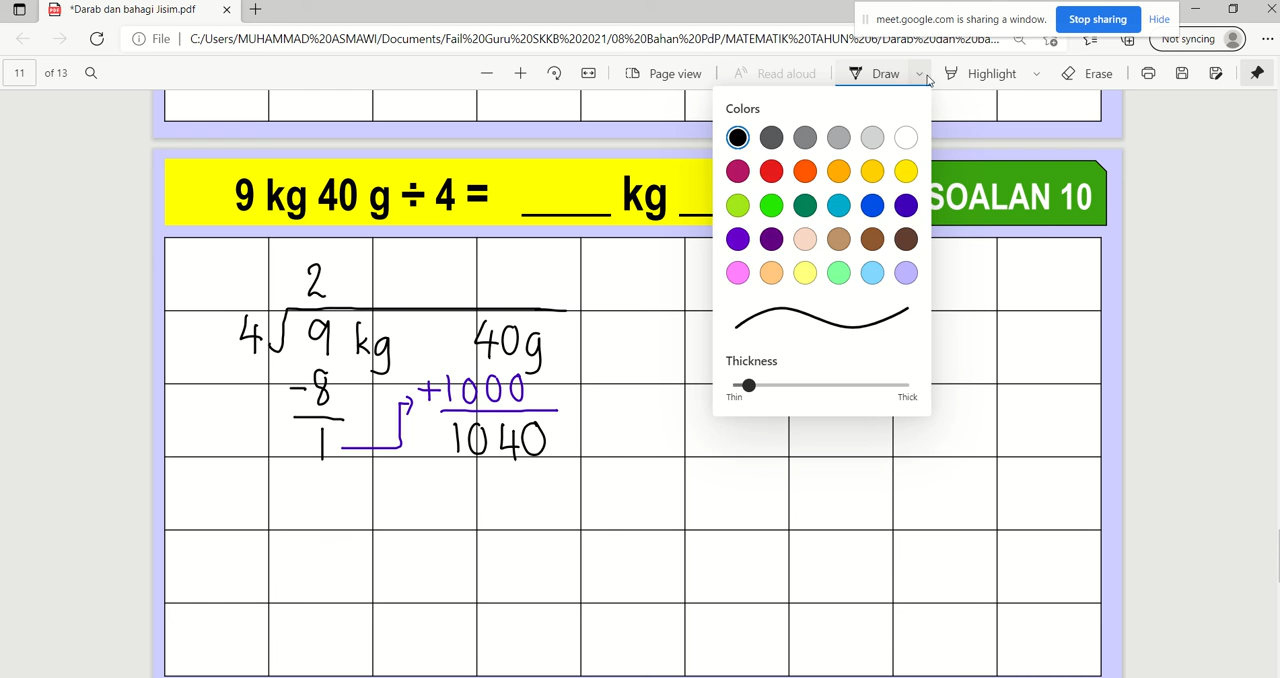 *Darab dan bahagi Jisim.pdf
meet.google.com is sharing a window. Stop sharing Hide
File C:/Users/MUHAMMAD%20ASMAWI/Documents/Fails/01Guru%20SKKB%202021/08%20Bahan%20PdP/MATEMATIK%20TAHUN%206/Darab%20dan%20ba... Not syncing
11 of 13 Page view Read aloud Draw Highlight Erase
Colors
9 kg 40 g ÷ 4 = _____ kg __ SOALAN 10
2
4 9 kg 40g
-8 +1000
1 1040
Thickness
Thin Thick